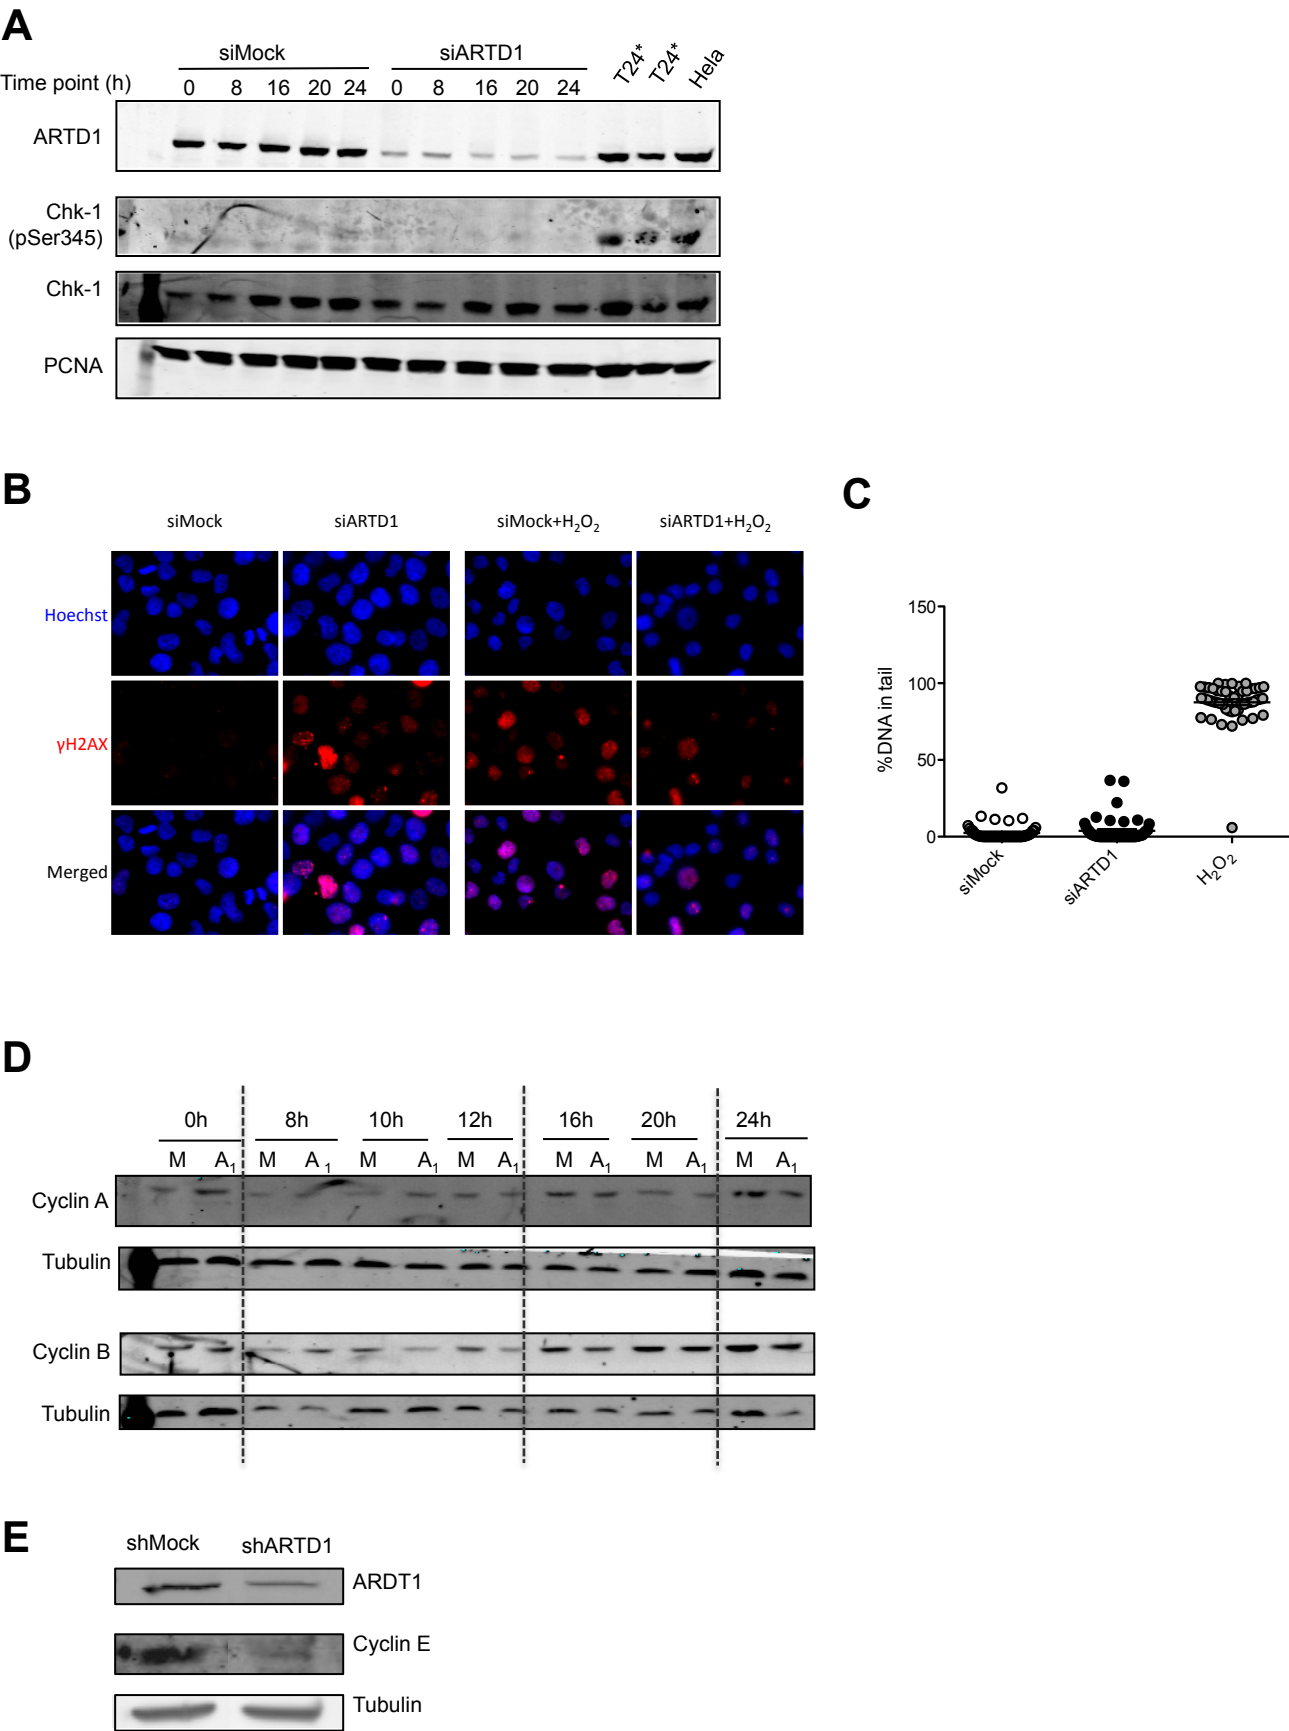 A
siMock siARTD1 T24* T24* Hela
Time point (h) 0 8 16 20 24 0 8 16 20 24
ARTD1
Chk-1
(pSer345)
Chk-1
PCNA
B
siMock siARTD1 siMock+H₂O₂ siARTD1+H₂O₂
Hoechst
γH2AX
Merged
C
150
100
50
0
%DNA in tail
siMock siARTD1 H₂O₂
D
0h 8h 10h 12h 16h 20h 24h
M A₁ M A₁ M A₁ M A₁ M A₁ M A₁ M A₁
Cyclin A
Tubulin
Cyclin B
Tubulin
E
shMock shARTD1
ARDT1
Cyclin E
Tubulin